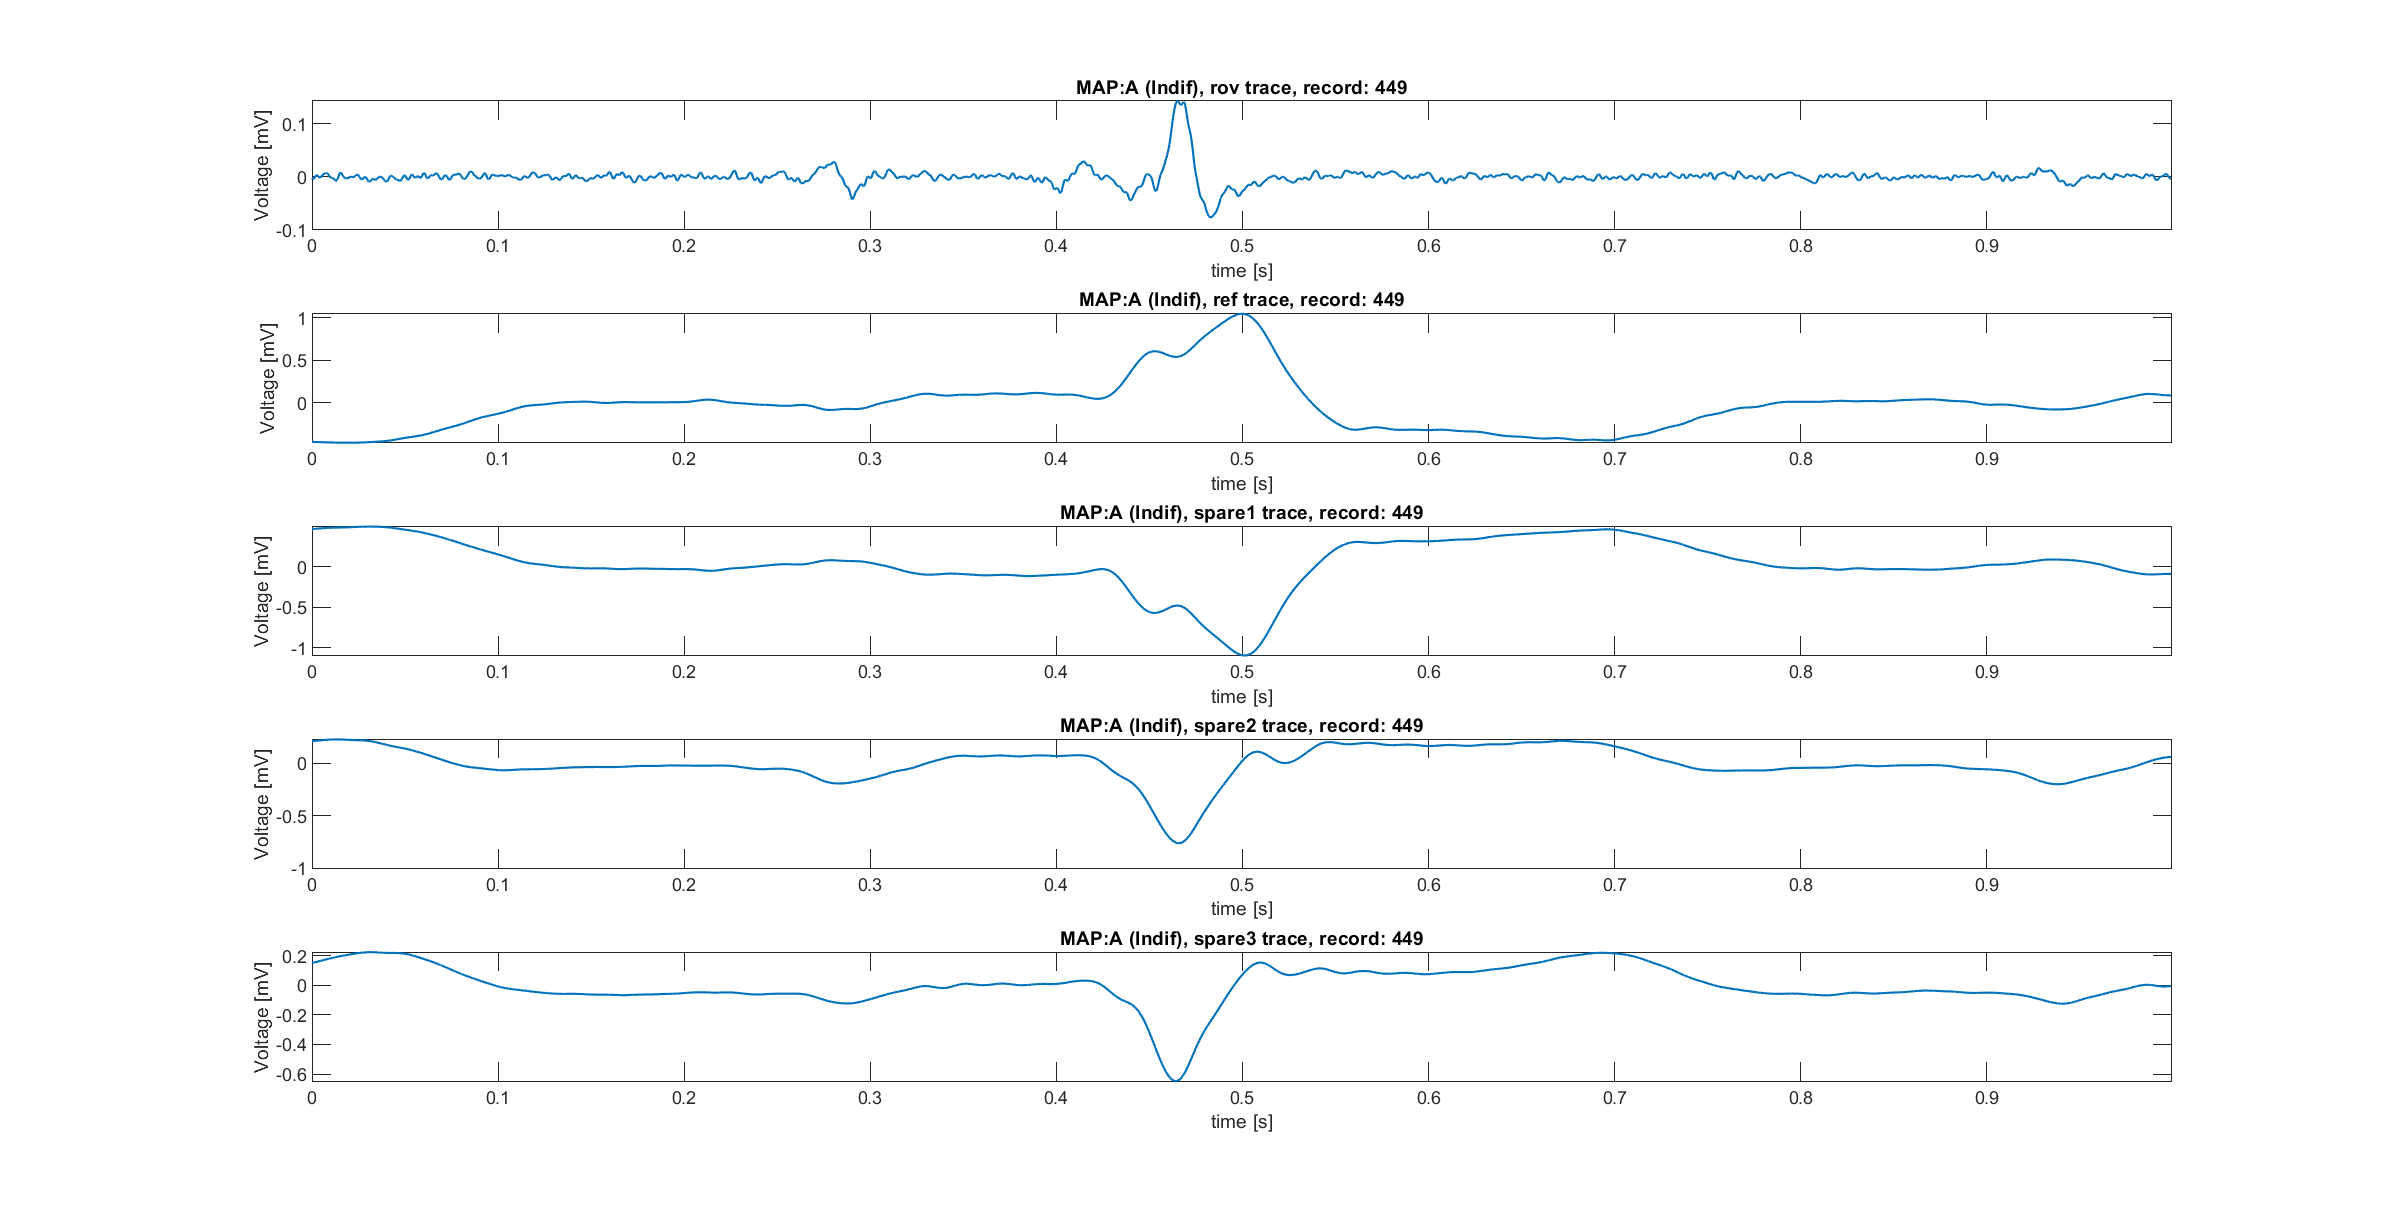 MAP:A (Indif), rov trace, record: 449
Voltage [mV]
0.1
0
-0.1
0 0.1 0.2 0.3 0.4 0.5 0.6 0.7 0.8 0.9
time [s]
MAP:A (Indif), ref trace, record: 449
Voltage [mV]
1
0.5
0
0 0.1 0.2 0.3 0.4 0.5 0.6 0.7 0.8 0.9
time [s]
MAP:A (Indif), spare1 trace, record: 449
Voltage [mV]
0
-0.5
-1
0 0.1 0.2 0.3 0.4 0.5 0.6 0.7 0.8 0.9
time [s]
MAP:A (Indif), spare2 trace, record: 449
Voltage [mV]
0
-0.5
-1
0 0.1 0.2 0.3 0.4 0.5 0.6 0.7 0.8 0.9
time [s]
MAP:A (Indif), spare3 trace, record: 449
Voltage [mV]
0.2
0
-0.2
-0.4
-0.6
0 0.1 0.2 0.3 0.4 0.5 0.6 0.7 0.8 0.9
time [s]